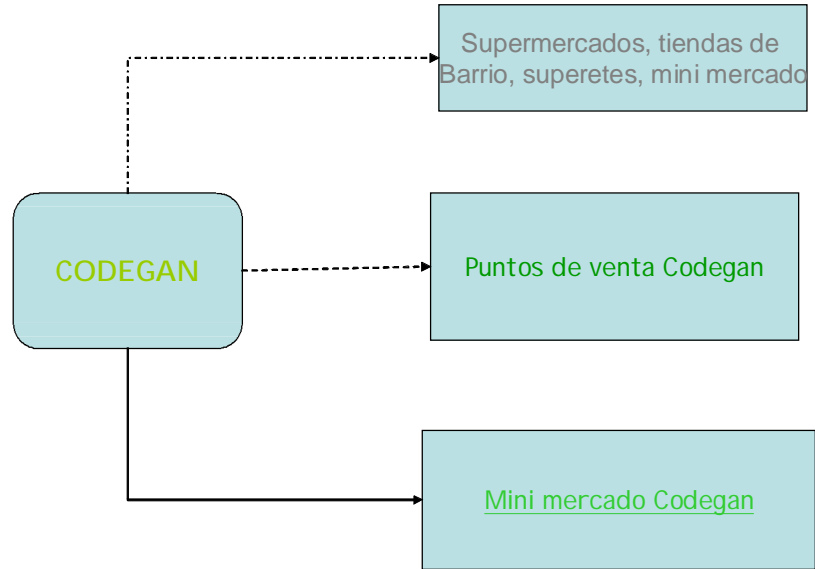 Supermercados, tiendas de
Barrio, superetes, mini mercado
CODEGAN
Puntos de venta Codegan
Mini mercado Codegan